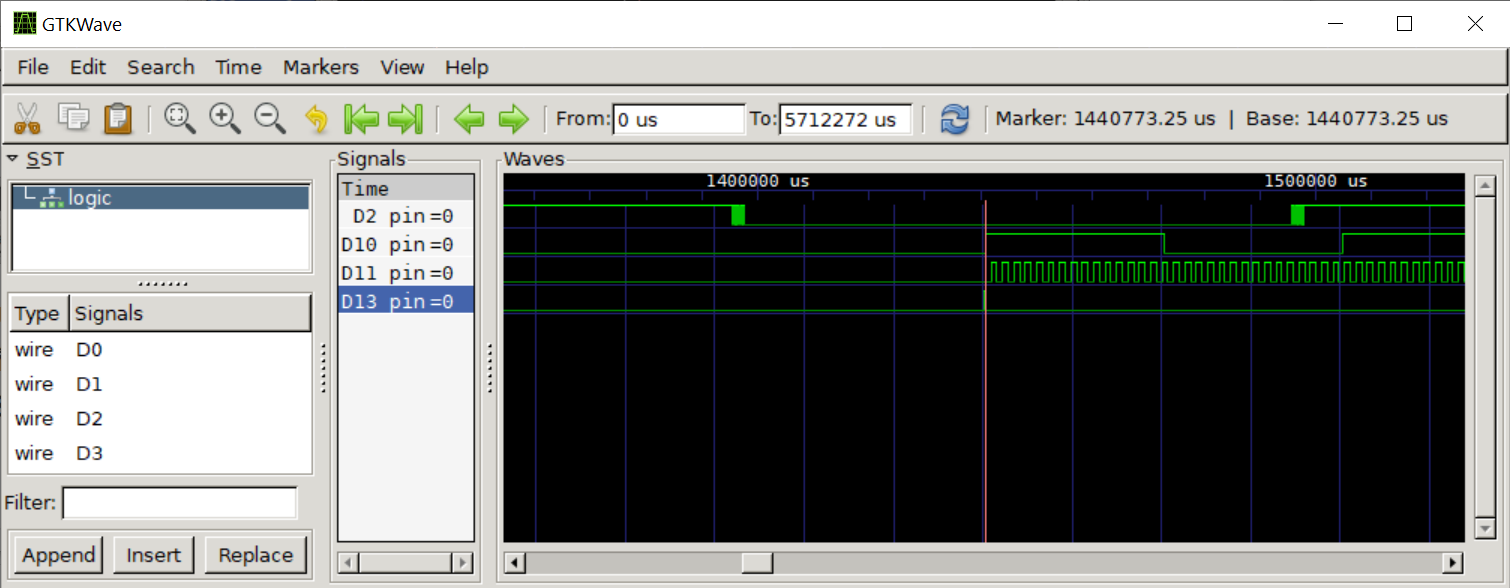 GTKWave
File Edit Search Time Markers View Help
From: 0 us To: 5712272 us Marker: 1440773.25 us | Base: 1440773.25 us
SST
logic
Type Signals
wire D0
wire D1
wire D2
wire D3
Filter:
Append Insert Replace
Signals
Time
D2 pin=0
D10 pin=0
D11 pin=0
D13 pin=0
Waves
1400000 us 1500000 us